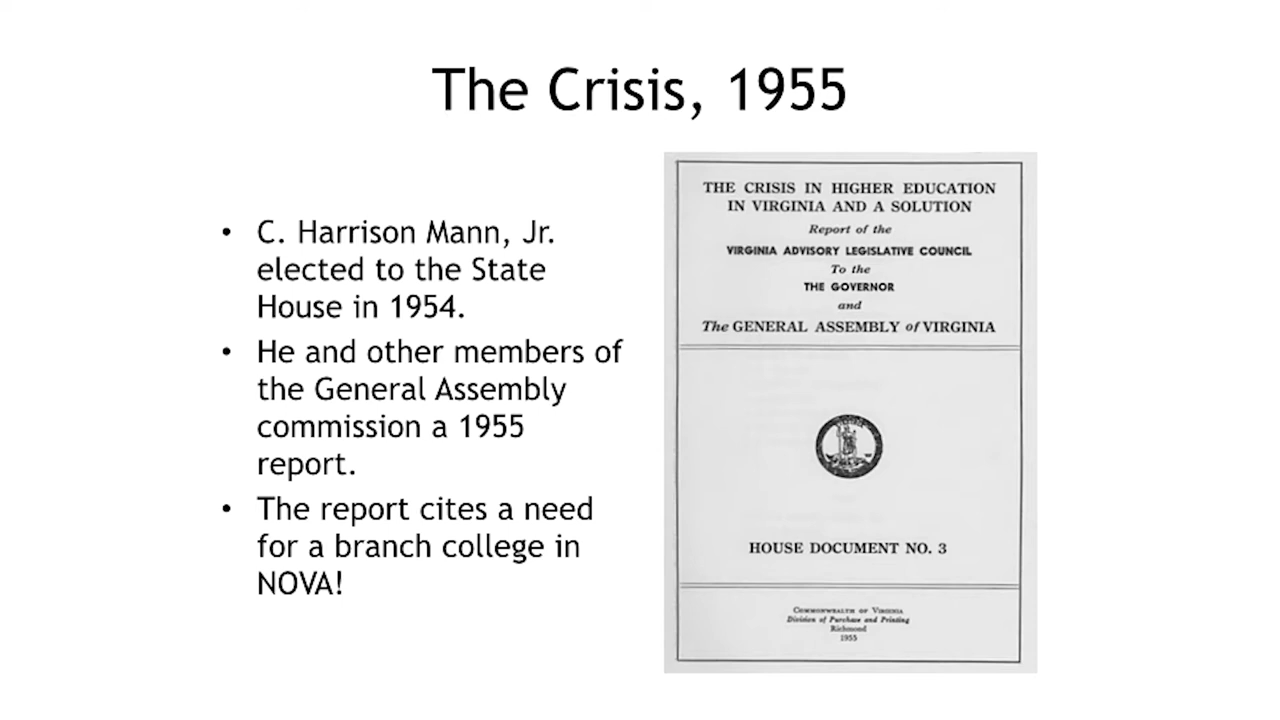 The Crisis, 1955
• C. Harrison Mann, Jr.
elected to the State
House in 1954.
• He and other members of
the General Assembly
commission a 1955
report.
• The report cites a need
for a branch college in
NOVA!
THE CRISIS IN HIGHER EDUCATION
IN VIRGINIA AND A SOLUTION
Report of the
VIRGINIA ADVISORY LEGISLATIVE COUNCIL
To the
THE GOVERNOR
and
The GENERAL ASSEMBLY of VIRGINIA
HOUSE DOCUMENT NO. 3
COMMONWEALTH OF VIRGINIA
Division of Purchase and Printing
Richmond
1955